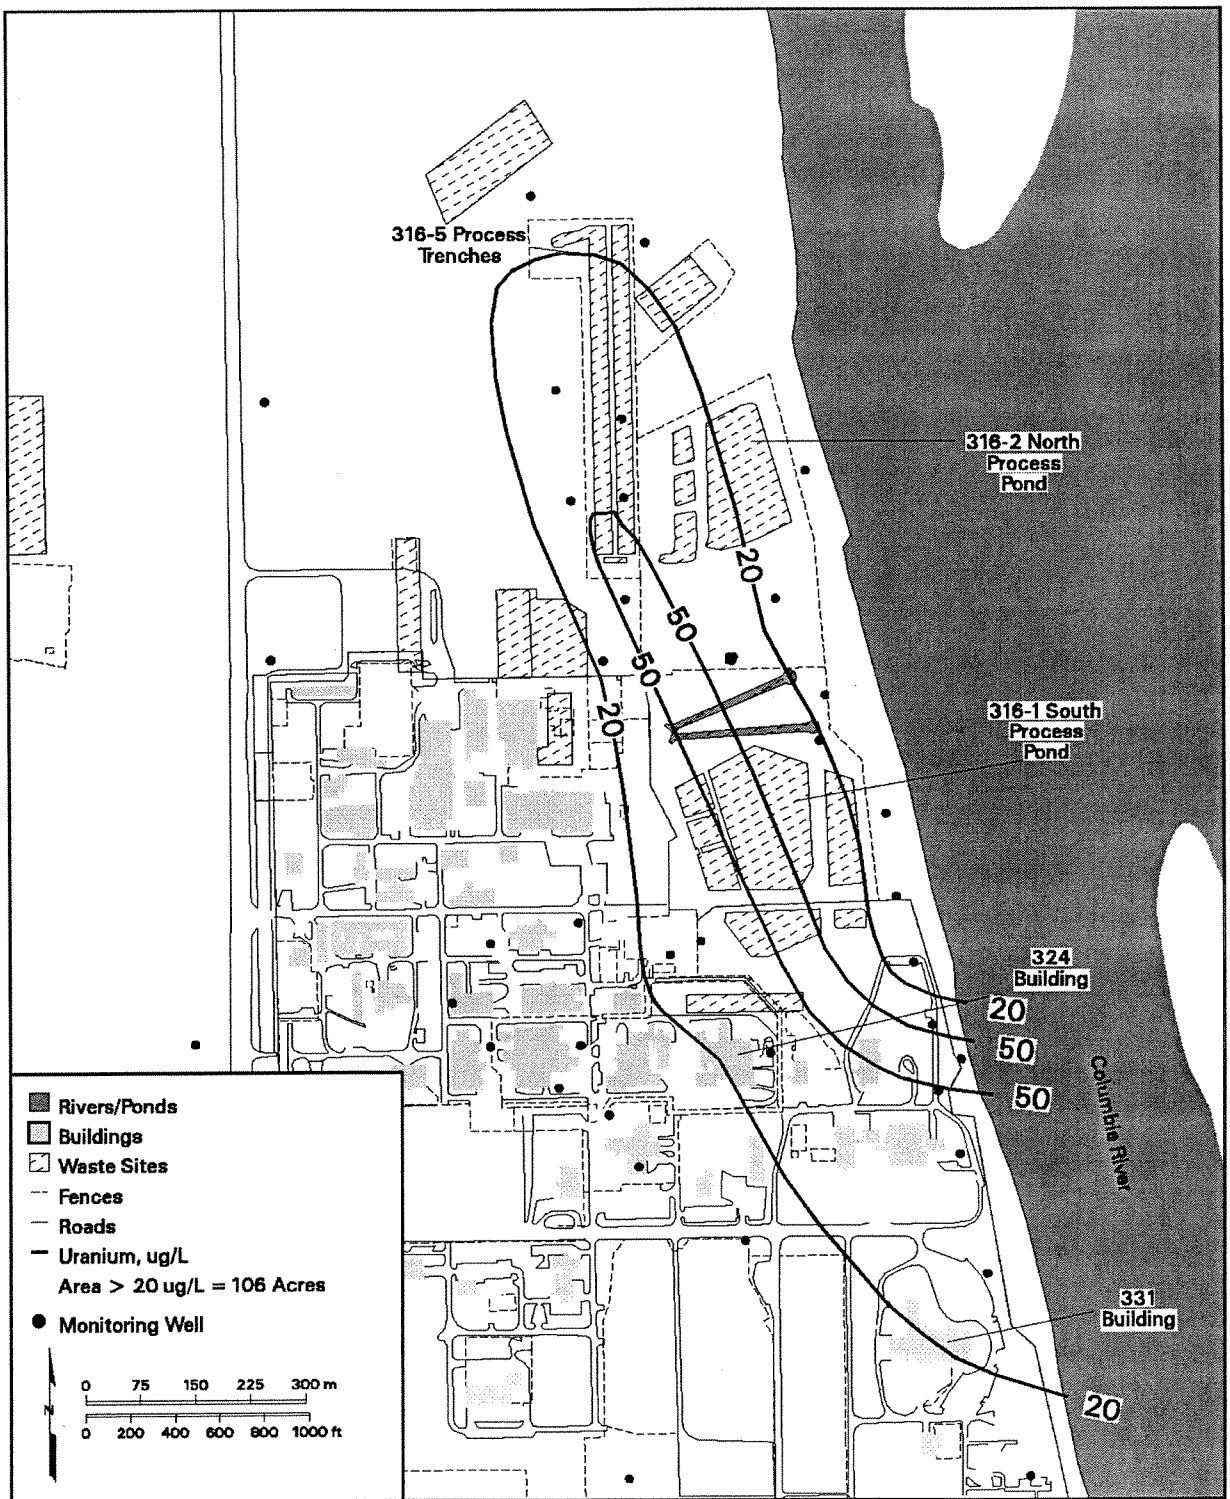 316-5 Process
Trenches
316-2 North
Process
Pond
20
50
50
20
316-1 South
Process
Pond
324
Building
20
50
50
Columbia River
331
Building
20
Rivers/Ponds
Buildings
Waste Sites
Fences
Roads
Uranium, ug/L
Area > 20 ug/L = 106 Acres
Monitoring Well
N
0 75 150 225 300 m
0 200 400 600 800 1000 ft